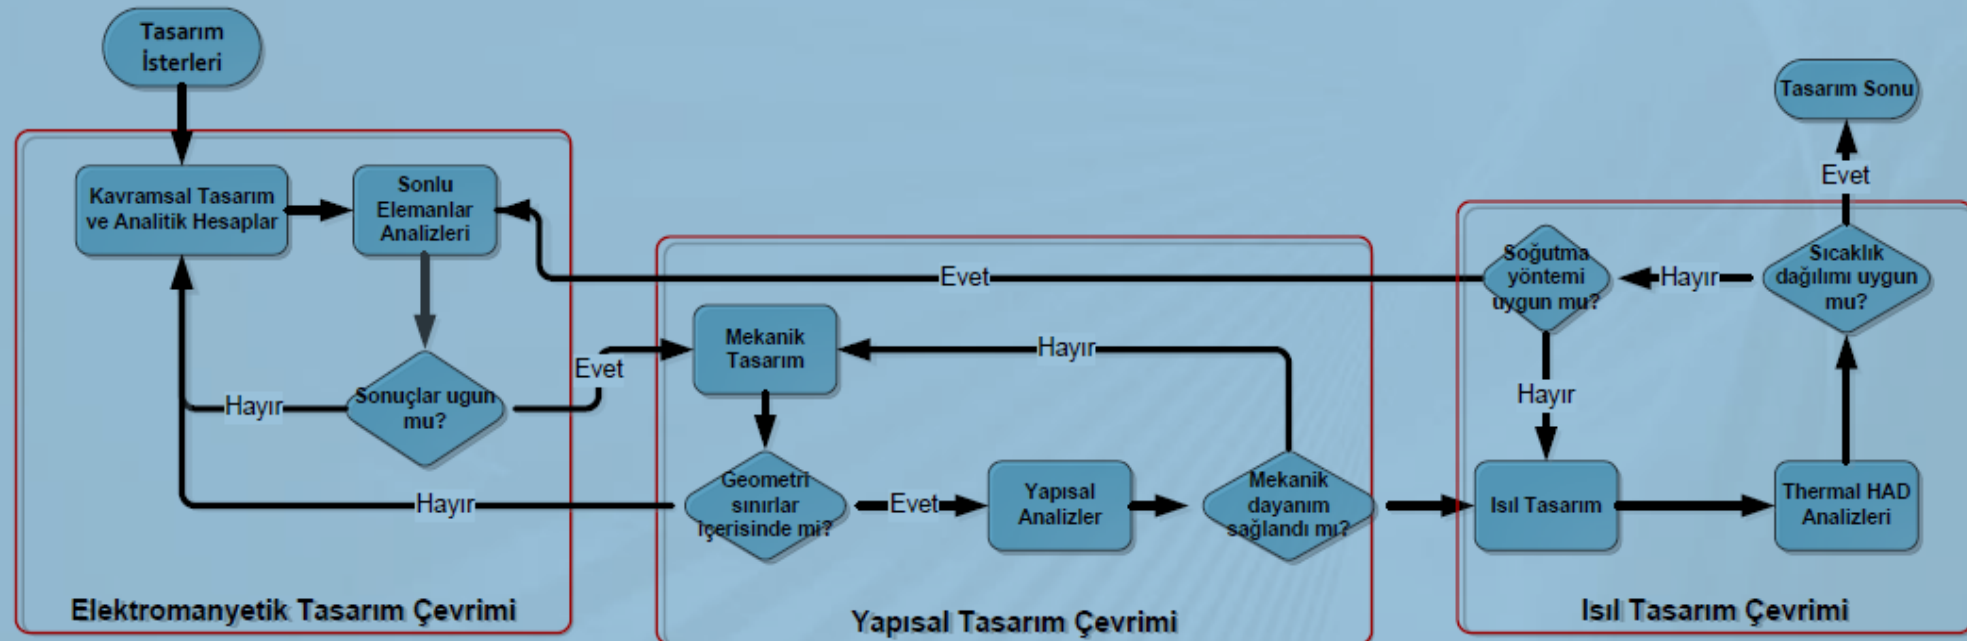 Tasarım
İsterleri
Kavramsal Tasarım
ve Analitik Hesaplar
Sonlu
Elemanlar
Analizleri
Sonuçlar ugun
mu?
Hayır
Evet
Hayır
Elektromanyetik Tasarım Çevrimi
Evet
Mekanik
Tasarım
Hayır
Geometri
sınırlar
içerisinde mi?
Evet
Yapısal
Analizler
Mekanik
dayanım
sağlandı mı?
Yapısal Tasarım Çevrimi
Tasarım Sonu
Evet
Soğutma
yöntemi
uygun mu?
Hayır
Sıcaklık
dağılımı uygun
mu?
Hayır
Isıl Tasarım
Thermal HAD
Analizleri
Isıl Tasarım Çevrimi